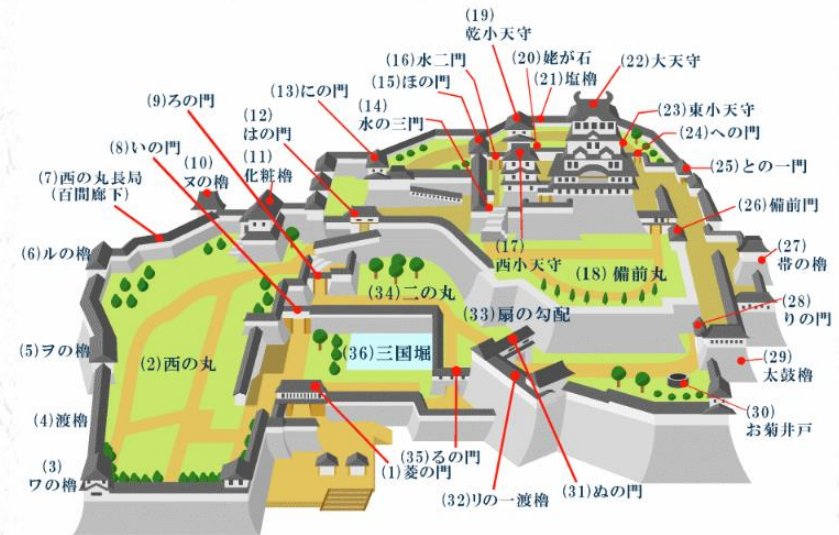 (19)
乾小天守
(20)姥が石
(21)塩櫓
(22)大天守
(16)水二門
(15)ほの門
(14)
水の三門
(13)にの門
(9)ろの門
(12)
はの門
(8)いの門
(10)
ヌの櫓
(11)
化粧櫓
(7)西の丸長局
(百間廊下)
(23)東小天守
(24)への門
(25)との一門
(26)備前門
(27)
帯の櫓
(6)ルの櫓
(17)
西小天守
(18)備前丸
(34)二の丸
(33)扇の勾配
(28)
りの門
(5)ヲの櫓
(2)西の丸
(36)三国堀
(29)
太鼓櫓
(4)渡櫓
(30)
お菊井戸
(3)
ワの櫓
(35)るの門
(1)菱の門
(32)リの一渡櫓
(31)ぬの門